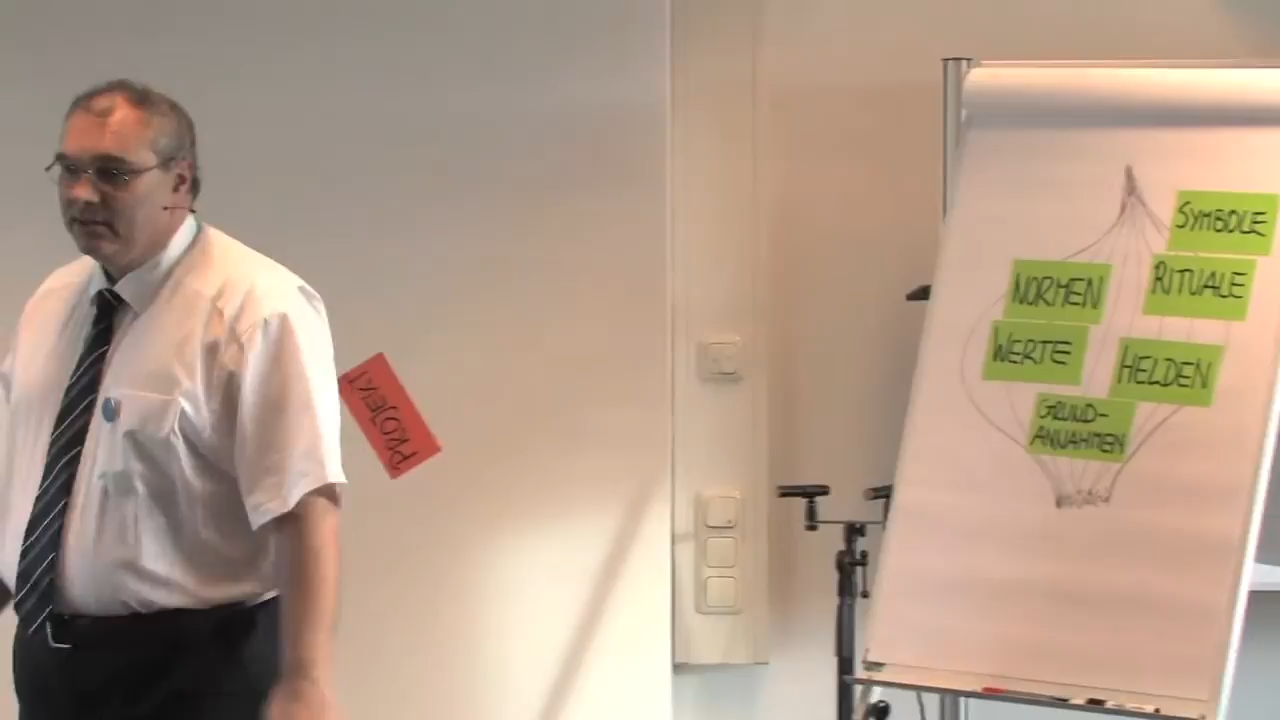 PROJEKT
SYMBOLE
NORMEN
RITUALE
WERTE
HELDEN
GRUND-
ANNAHMEN